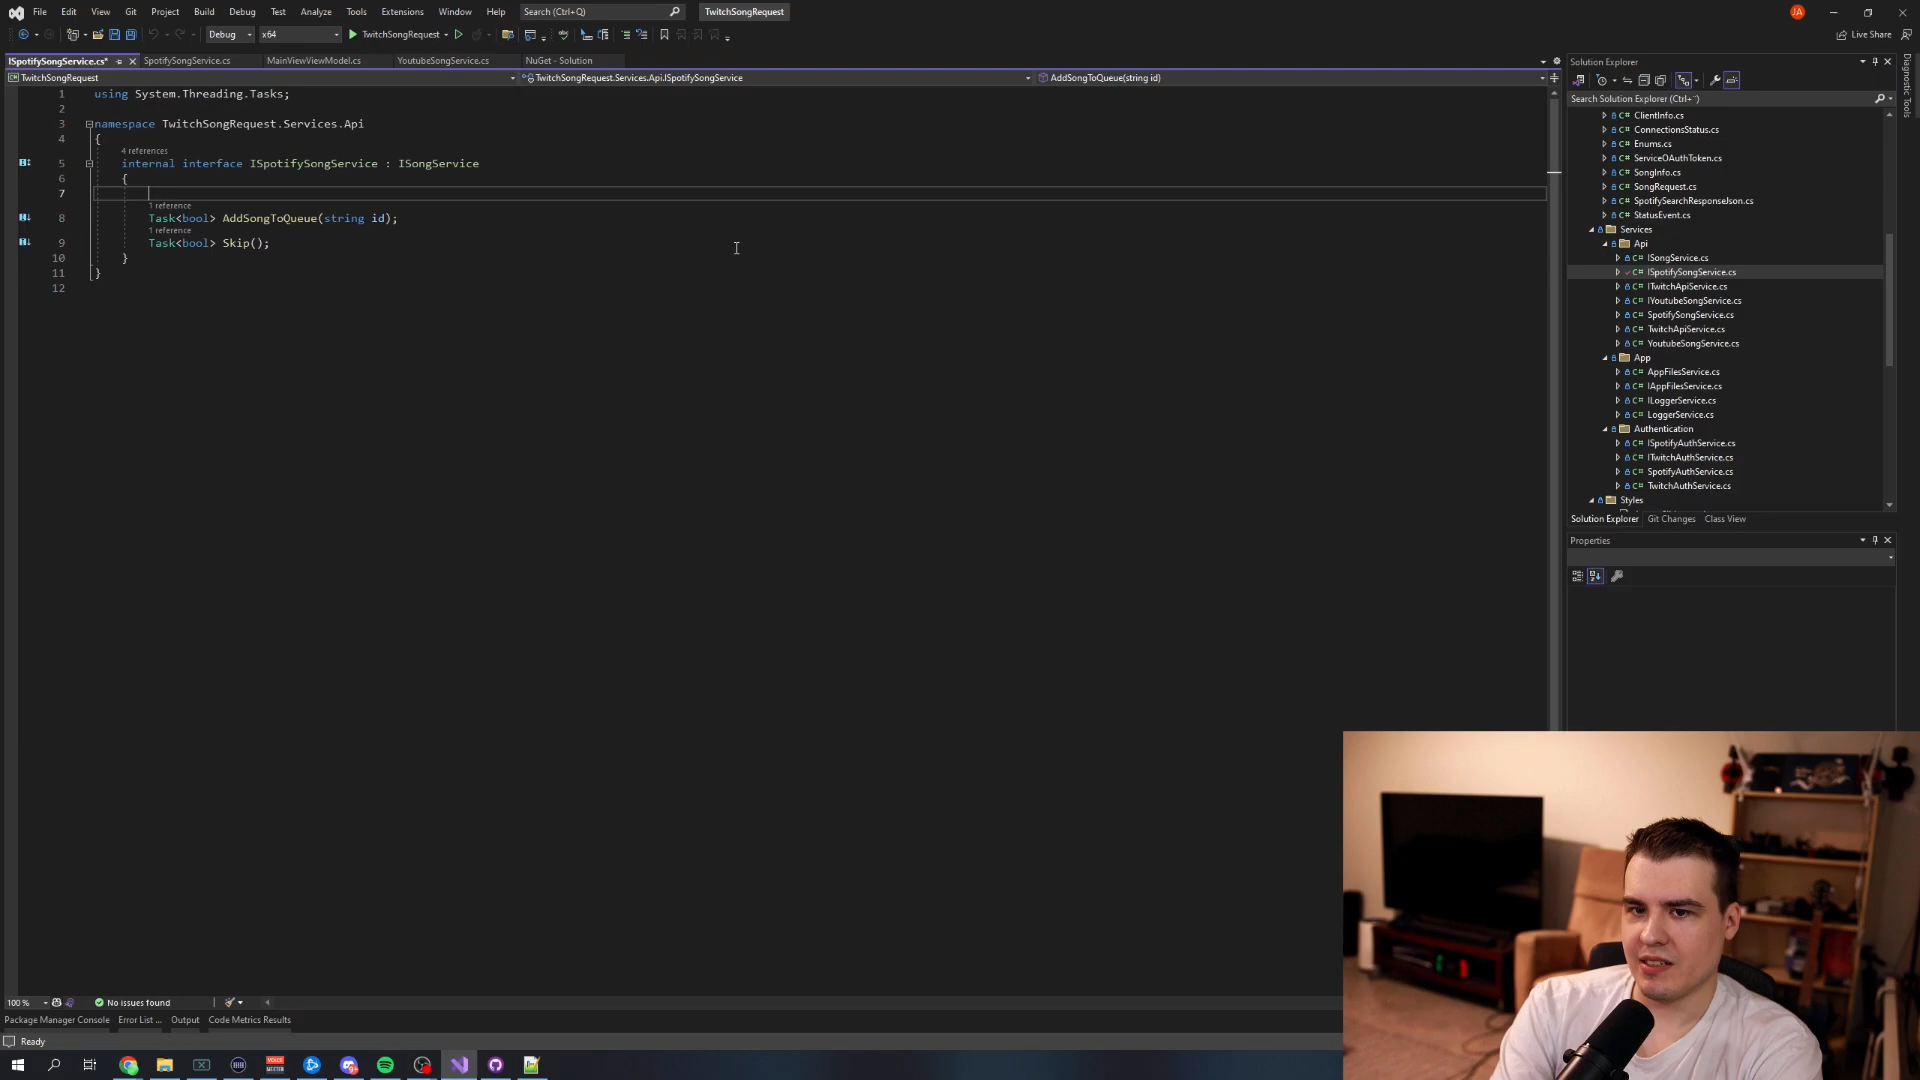 File Edit View Git Project Build Debug Test Analyze Tools Extensions Window Help Search (Ctrl+Q) TwitchSongRequest JA
Debug x64 TwitchSongRequest Live Share
ISpotifySongService.cs* SpotifySongService.cs MainViewViewModel.cs YoutubeSongService.cs NuGet - Solution
TwitchSongRequest TwitchSongRequest.Services.Api.ISpotifySongService AddSongToQueue(string id)
1 using System.Threading.Tasks;
2
3 namespace TwitchSongRequest.Services.Api
4 {
4 references
5 internal interface ISpotifySongService : ISongService
6 {
7
1 reference
8 Task<bool> AddSongToQueue(string id);
1 reference
9 Task<bool> Skip();
10 }
11 }
12
Solution Explorer
Search Solution Explorer (Ctrl+¨)
C# ClientInfo.cs
C# ConnectionsStatus.cs
C# Enums.cs
C# ServiceOAuthToken.cs
C# SongInfo.cs
C# SongRequest.cs
C# SpotifySearchResponseJson.cs
C# StatusEvent.cs
Services
Api
C# ISongService.cs
C# ISpotifySongService.cs
C# ITwitchApiService.cs
C# IYoutubeSongService.cs
C# SpotifySongService.cs
C# TwitchApiService.cs
C# YoutubeSongService.cs
App
C# AppFilesService.cs
C# IAppFilesService.cs
C# ILoggerService.cs
C# LoggerService.cs
Authentication
C# ISpotifyAuthService.cs
C# ITwitchAuthService.cs
C# SpotifyAuthService.cs
C# TwitchAuthService.cs
Styles
Solution Explorer Git Changes Class View
Properties
Diagnostic Tools
100 % No issues found
Package Manager Console Error List ... Output Code Metrics Results
Ready
VOICE MEETER